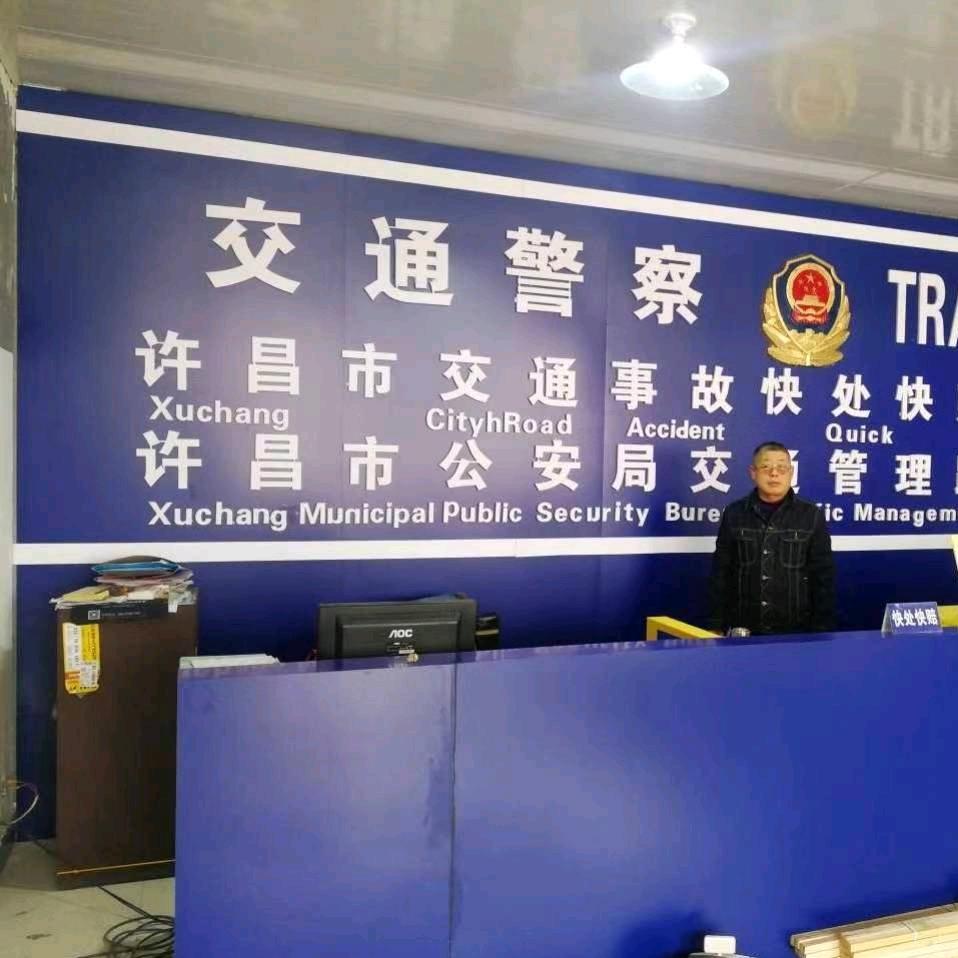 交通警察 TRA
许昌市交通事故快处快
Xuchang CityhRoad Accident Quick
许昌市公安局交通管理
Xuchang Municipal Public Security Bure ic Managem
AOC
快处快赔